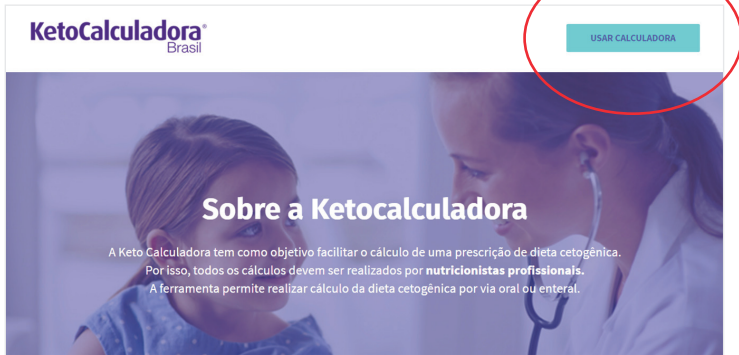 KetoCalculadora®
Brasil
USAR CALCULADORA
Sobre a Ketocalculadora
A Keto Calculadora tem como objetivo facilitar o cálculo de uma prescrição de dieta cetogênica.
Por isso, todos os cálculos devem ser realizados por nutricionistas profissionais.
A ferramenta permite realizar cálculo da dieta cetogênica por via oral ou enteral.